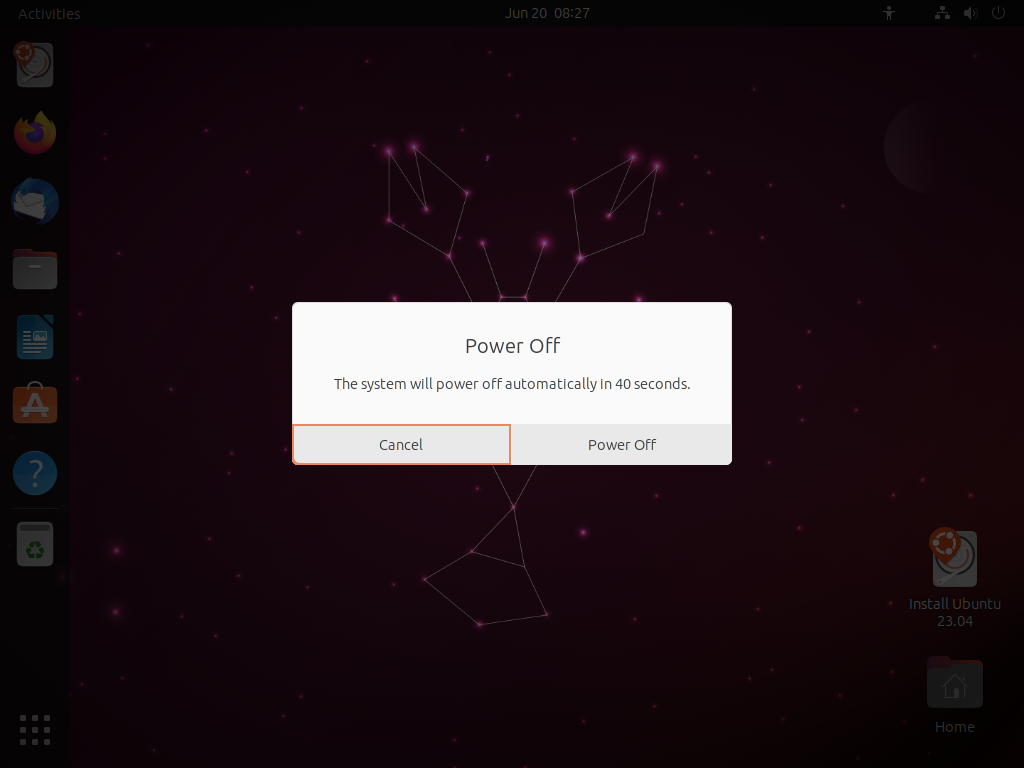 Activities
Jun 20 08:27
Power Off
The system will power off automatically in 40 seconds.
Cancel
Power Off
Install Ubuntu
23.04
Home